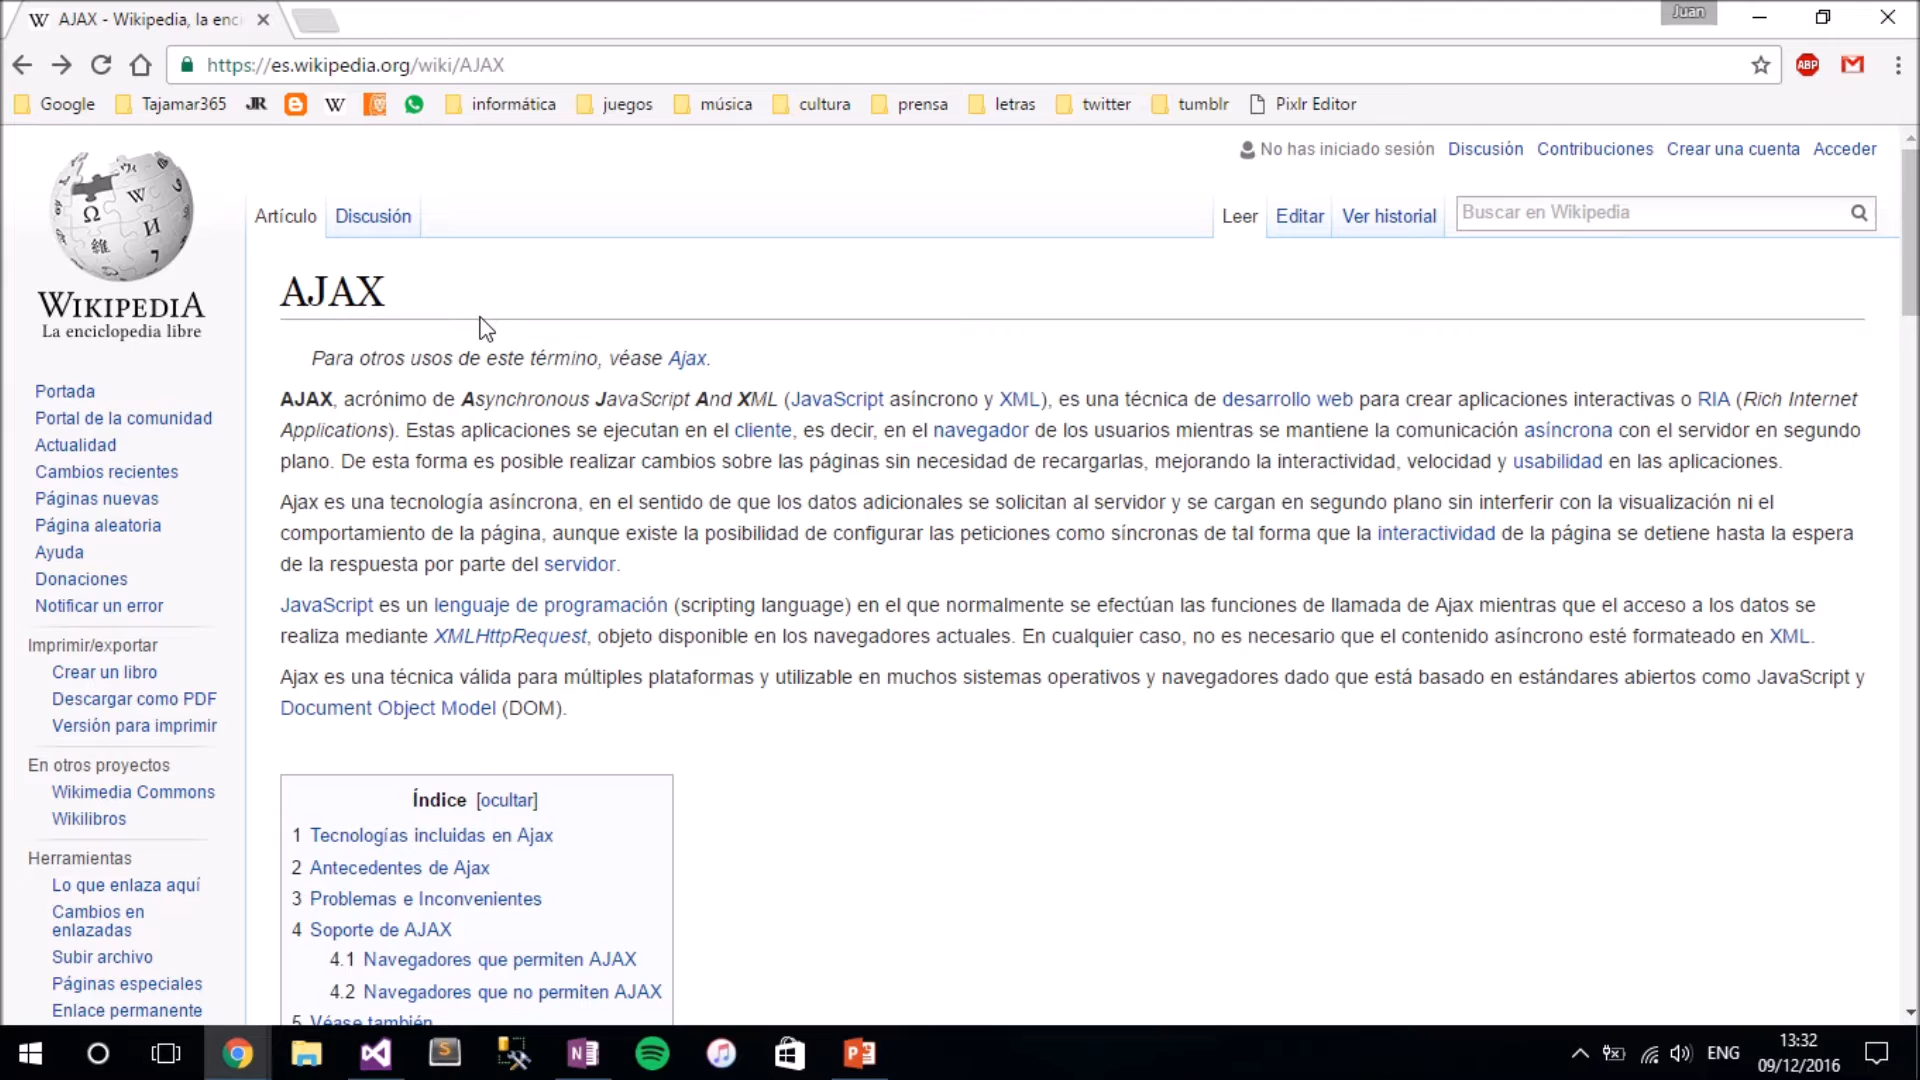 AJAX - Wikipedia, la enci
Juan
https://es.wikipedia.org/wiki/AJAX
ABP
Google Tajamar365 JR W informática juegos música cultura prensa letras twitter tumblr Pixlr Editor
No has iniciado sesión Discusión Contribuciones Crear una cuenta Acceder
Artículo Discusión Leer Editar Ver historial Buscar en Wikipedia
WIKIPEDIA
La enciclopedia libre
Portada
Portal de la comunidad
Actualidad
Cambios recientes
Páginas nuevas
Página aleatoria
Ayuda
Donaciones
Notificar un error
Imprimir/exportar
Crear un libro
Descargar como PDF
Versión para imprimir
En otros proyectos
Wikimedia Commons
Wikilibros
Herramientas
Lo que enlaza aquí
Cambios en
enlazadas
Subir archivo
Páginas especiales
Enlace permanente
AJAX
Para otros usos de este término, véase Ajax.
AJAX, acrónimo de Asynchronous JavaScript And XML (JavaScript asíncrono y XML), es una técnica de desarrollo web para crear aplicaciones interactivas o RIA (Rich Internet
Applications). Estas aplicaciones se ejecutan en el cliente, es decir, en el navegador de los usuarios mientras se mantiene la comunicación asíncrona con el servidor en segundo
plano. De esta forma es posible realizar cambios sobre las páginas sin necesidad de recargarlas, mejorando la interactividad, velocidad y usabilidad en las aplicaciones.
Ajax es una tecnología asíncrona, en el sentido de que los datos adicionales se solicitan al servidor y se cargan en segundo plano sin interferir con la visualización ni el
comportamiento de la página, aunque existe la posibilidad de configurar las peticiones como síncronas de tal forma que la interactividad de la página se detiene hasta la espera
de la respuesta por parte del servidor.
JavaScript es un lenguaje de programación (scripting language) en el que normalmente se efectúan las funciones de llamada de Ajax mientras que el acceso a los datos se
realiza mediante XMLHttpRequest, objeto disponible en los navegadores actuales. En cualquier caso, no es necesario que el contenido asíncrono esté formateado en XML.
Ajax es una técnica válida para múltiples plataformas y utilizable en muchos sistemas operativos y navegadores dado que está basado en estándares abiertos como JavaScript y
Document Object Model (DOM).
Índice [ocultar]
1 Tecnologías incluidas en Ajax
2 Antecedentes de Ajax
3 Problemas e Inconvenientes
4 Soporte de AJAX
4.1 Navegadores que permiten AJAX
4.2 Navegadores que no permiten AJAX
5 Véase también
ENG
13:32
09/12/2016